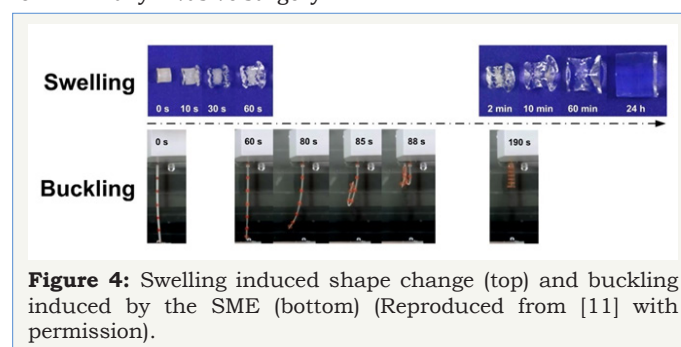 Swelling
0 s 10 s 30 s 60 s 2 min 10 min 60 min 24 h
0 s 60 s 80 s 85 s 88 s 190 s
Buckling
Figure 4: Swelling induced shape change (top) and buckling
induced by the SME (bottom) (Reproduced from [11] with
permission).